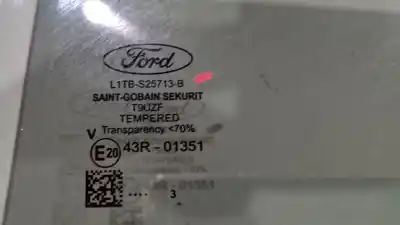 Ford
L1TB-S25713-B
SAINT-GOBAIN SEKURIT
T9UZF
TEMPERED
Transparency <70%
V
E20 43R - 01351
.... 3